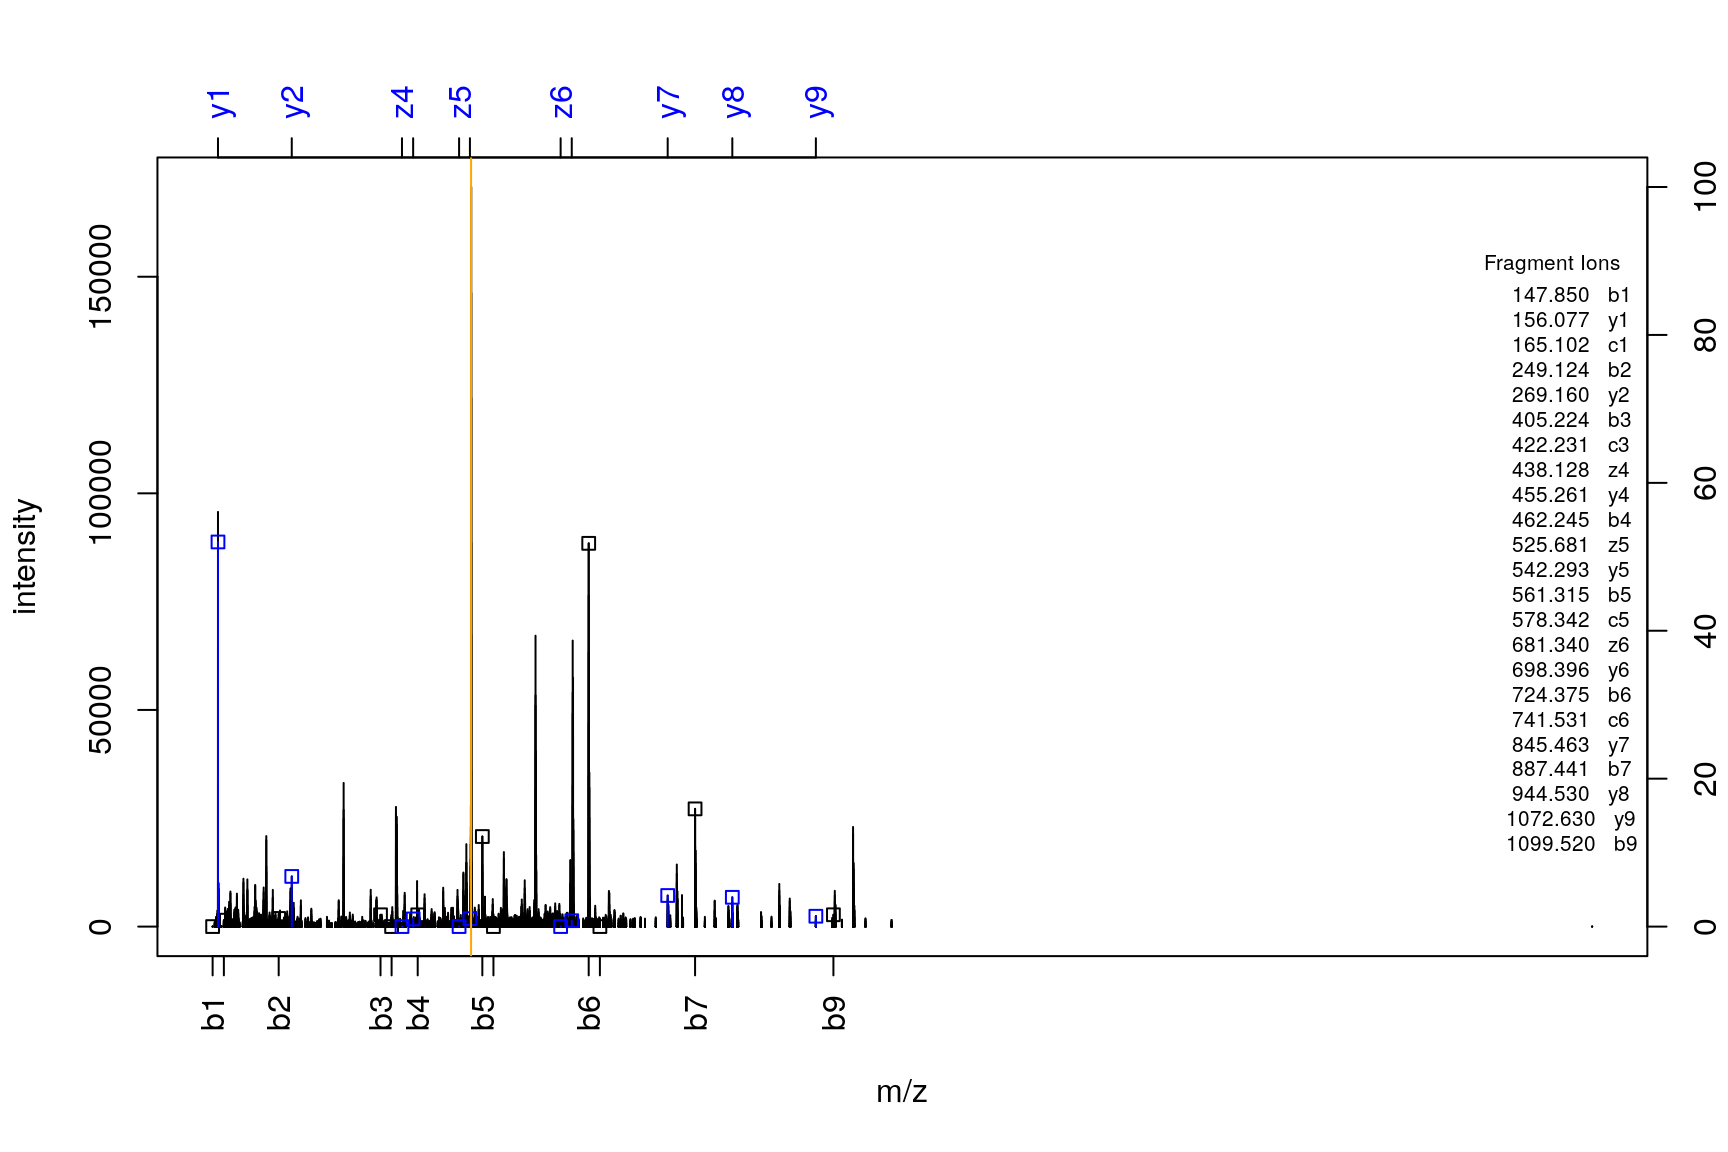 y1 y2 z4 z5 z6 y7 y8 y9
intensity
0 50000 100000 150000
0 20 40 60 80 100
Fragment Ions
147.850 b1
156.077 y1
165.102 c1
249.124 b2
269.160 y2
405.224 b3
422.231 c3
438.128 z4
455.261 y4
462.245 b4
525.681 z5
542.293 y5
561.315 b5
578.342 c5
681.340 z6
698.396 y6
724.375 b6
741.531 c6
845.463 y7
887.441 b7
944.530 y8
1072.630 y9
1099.520 b9
b1 b2 b3 b4 b5 b6 b7 b9
m/z